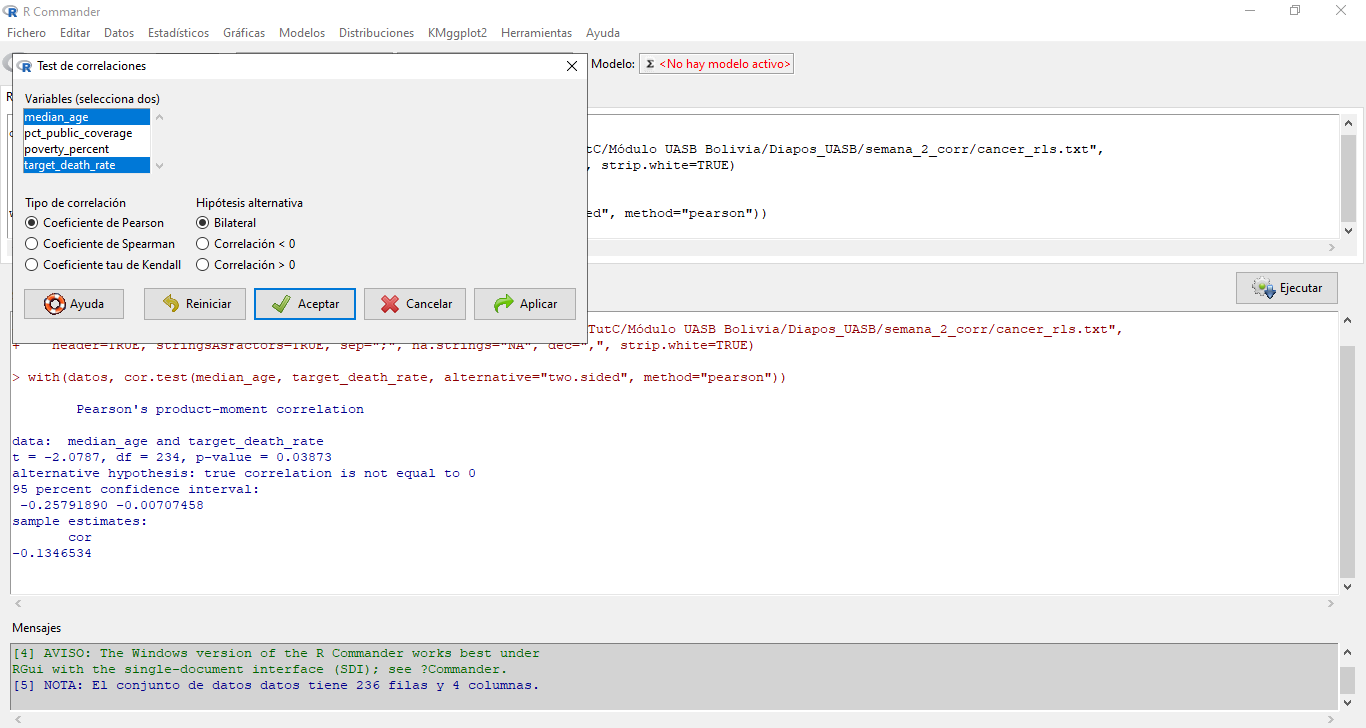 R Commander
Fichero Editar Datos Estadísticos Gráficas Modelos Distribuciones KMggplot2 Herramientas Ayuda
Test de correlaciones
Modelo: Σ <No hay modelo activo>
Variables (selecciona dos)
median_age
pct_public_coverage
poverty_percent
target_death_rate
Tipo de correlación
Coeficiente de Pearson
Coeficiente de Spearman
Coeficiente tau de Kendall
Hipótesis alternativa
Bilateral
Correlación < 0
Correlación > 0
Ayuda Reiniciar Aceptar Cancelar Aplicar
tC/Módulo UASB Bolivia/Diapos_UASB/semana_2_corr/cancer_rls.txt",
, strip.white=TRUE)
ed", method="pearson"))
Ejecutar
TutC/Módulo UASB Bolivia/Diapos_UASB/semana_2_corr/cancer_rls.txt",
+ header=TRUE, stringsAsFactors=TRUE, sep=";", na.strings="NA", dec=",", strip.white=TRUE)
> with(datos, cor.test(median_age, target_death_rate, alternative="two.sided", method="pearson"))
Pearson's product-moment correlation
data: median_age and target_death_rate
t = -2.0787, df = 234, p-value = 0.03873
alternative hypothesis: true correlation is not equal to 0
95 percent confidence interval:
-0.25791890 -0.00707458
sample estimates:
cor
-0.1346534
Mensajes
[4] AVISO: The Windows version of the R Commander works best under
RGui with the single-document interface (SDI); see ?Commander.
[5] NOTA: El conjunto de datos datos tiene 236 filas y 4 columnas.